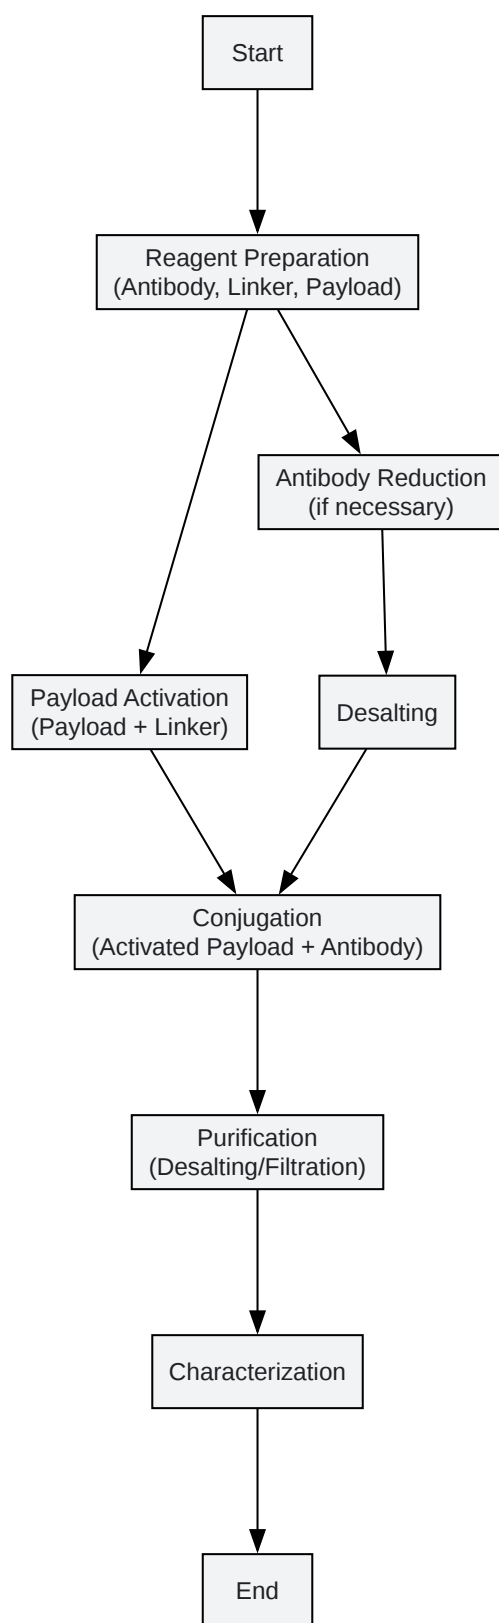 Start
Reagent Preparation
(Antibody, Linker, Payload)
Antibody Reduction
(if necessary)
Payload Activation
(Payload + Linker)
Desalting
Conjugation
(Activated Payload + Antibody)
Purification
(Desalting/Filtration)
Characterization
End